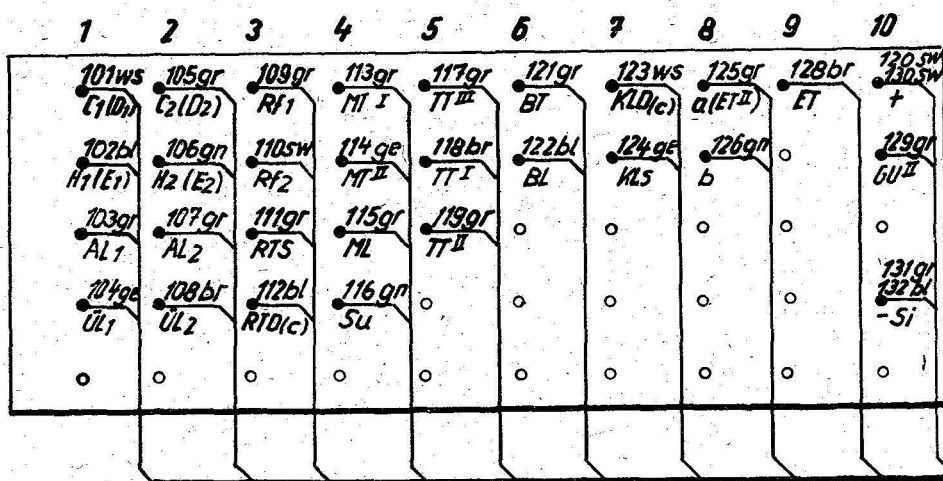 1 2 3 4 5 6 7 8 9 10
101ws 105gr 109gr 113gr 117gr 121gr 123ws 125gr 128br 120sw
130sw
C1(D1) C2(D2) Rf1 MT I TT III BT KLD(c) a(ET II) ET +
102bl 106gn 110sw 114ge 118br 122bl 124ge 126gn 129gr
H1(E1) H2(E2) Rf2 MT II TT I BL KLS b GU II
103gr 107gr 111gr 115gr 119gr
AL1 AL2 RTS ML TT II
131gr
104ge 108br 112bl 116gn 132bl
ÜL1 ÜL2 RTD(c) Su -Si